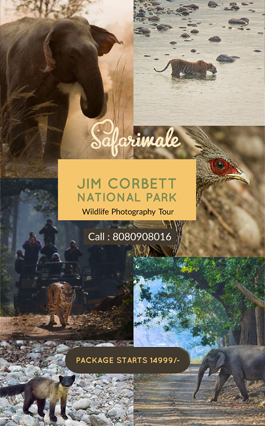 Safariwale
JIM CORBETT
NATIONAL PARK
Wildlife Photography Tour
Call : 8080908016
PACKAGE STARTS 14999/-